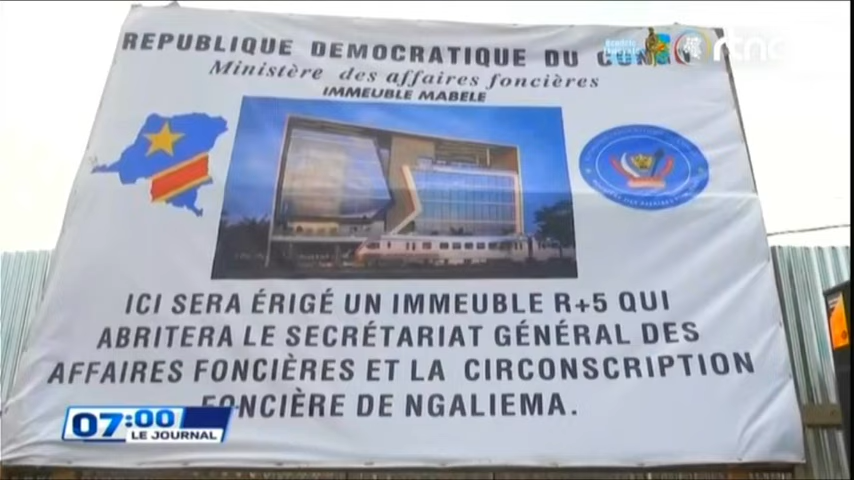 REPUBLIQUE DEMOCRATIQUE DU CONGO
Ministère des affaires foncières
IMMEUBLE MABELE
rtnc
ICI SERA ÉRIGÉ UN IMMEUBLE R+5 QUI
ABRITERA LE SECRÉTARIAT GÉNÉRAL DES
AFFAIRES FONCIÈRES ET LA CIRCONSCRIPTION
FONCIÈRE DE NGALIEMA.
07:00
LE JOURNAL